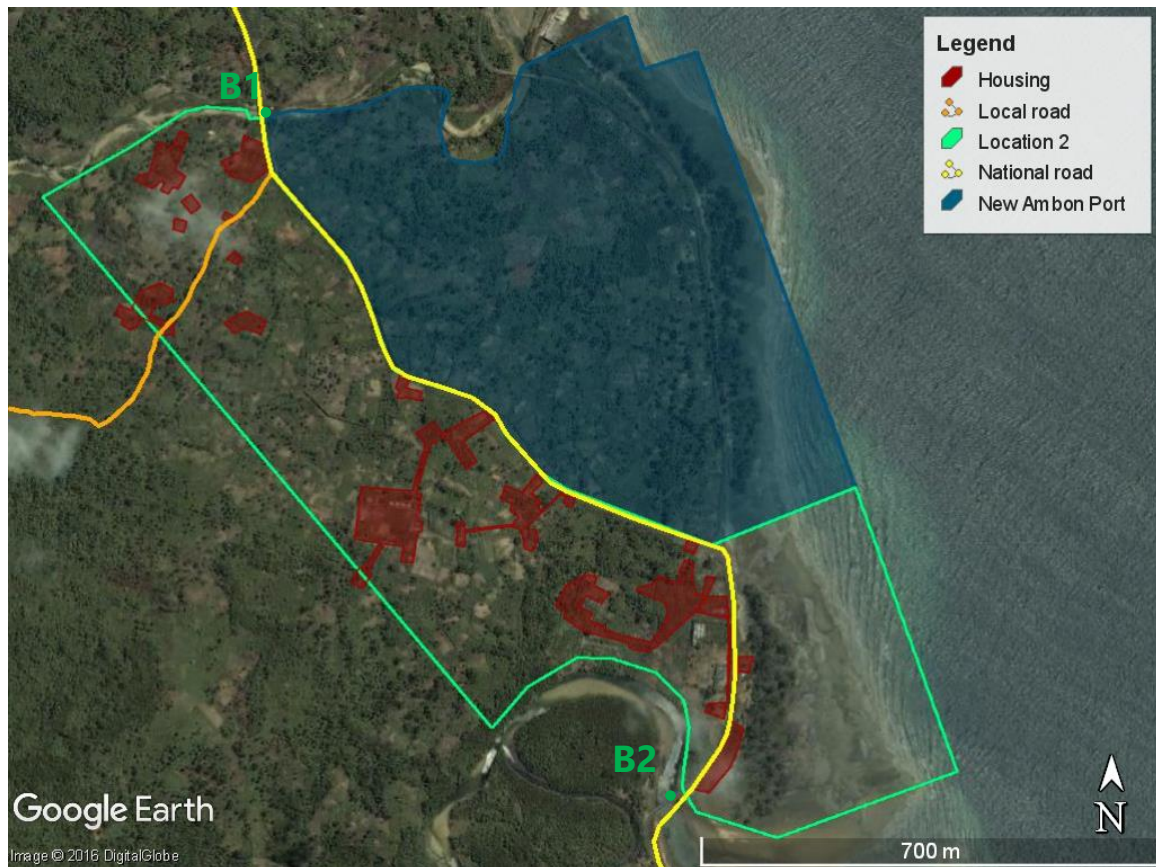 B1
Legend
Housing
Local road
Location 2
National road
New Ambon Port
B2
Google Earth
Image © 2016 DigitalGlobe
700 m
N